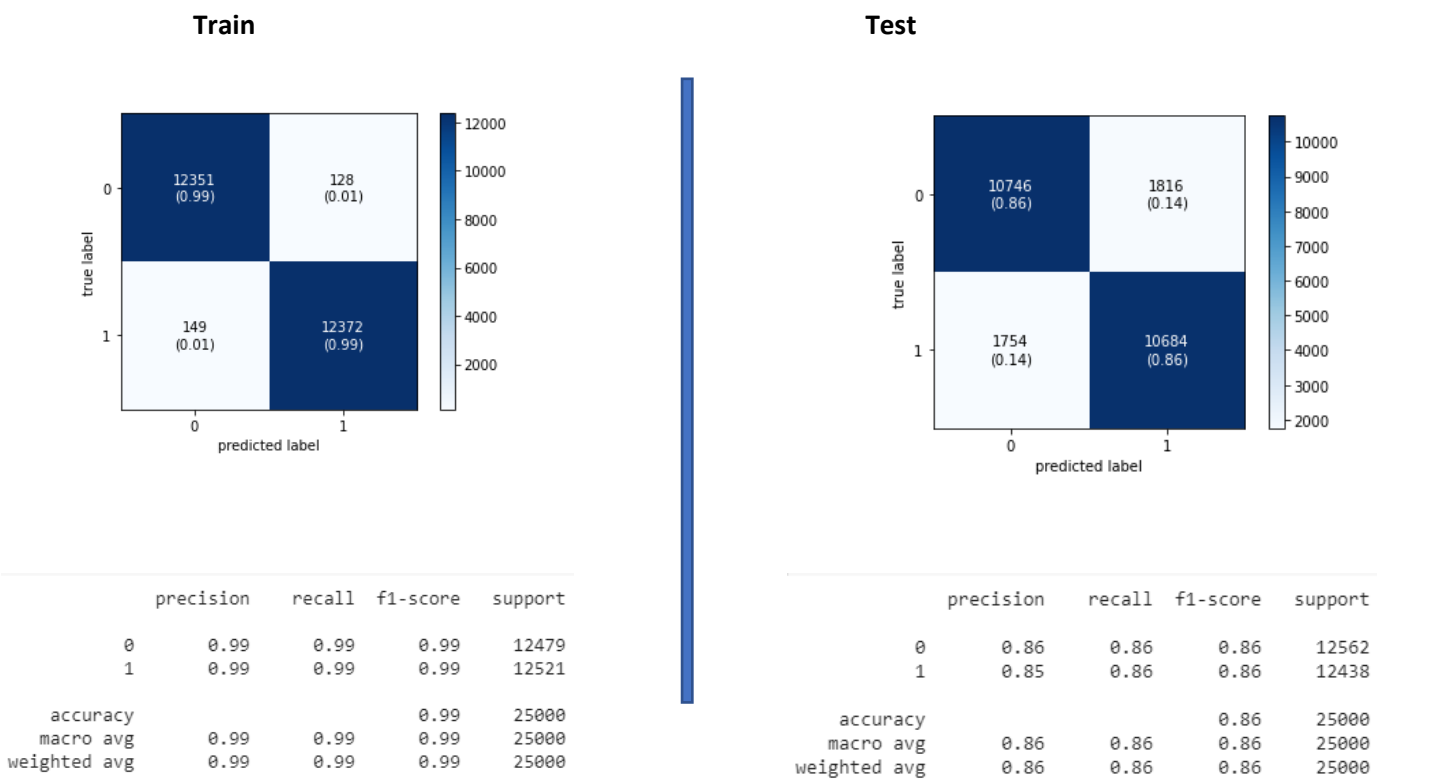 Train
12351
(0.99)
128
(0.01)
149
(0.01)
12372
(0.99)
0
1
true label
0
1
predicted label
12000
10000
8000
6000
4000
2000
precision recall f1-score support
0 0.99 0.99 0.99 12479
1 0.99 0.99 0.99 12521
accuracy 0.99 25000
macro avg 0.99 0.99 0.99 25000
weighted avg 0.99 0.99 0.99 25000
Test
10746
(0.86)
1816
(0.14)
1754
(0.14)
10684
(0.86)
0
1
true label
0
1
predicted label
10000
9000
8000
7000
6000
5000
4000
3000
2000
precision recall f1-score support
0 0.86 0.86 0.86 12562
1 0.85 0.86 0.86 12438
accuracy 0.86 25000
macro avg 0.86 0.86 0.86 25000
weighted avg 0.86 0.86 0.86 25000